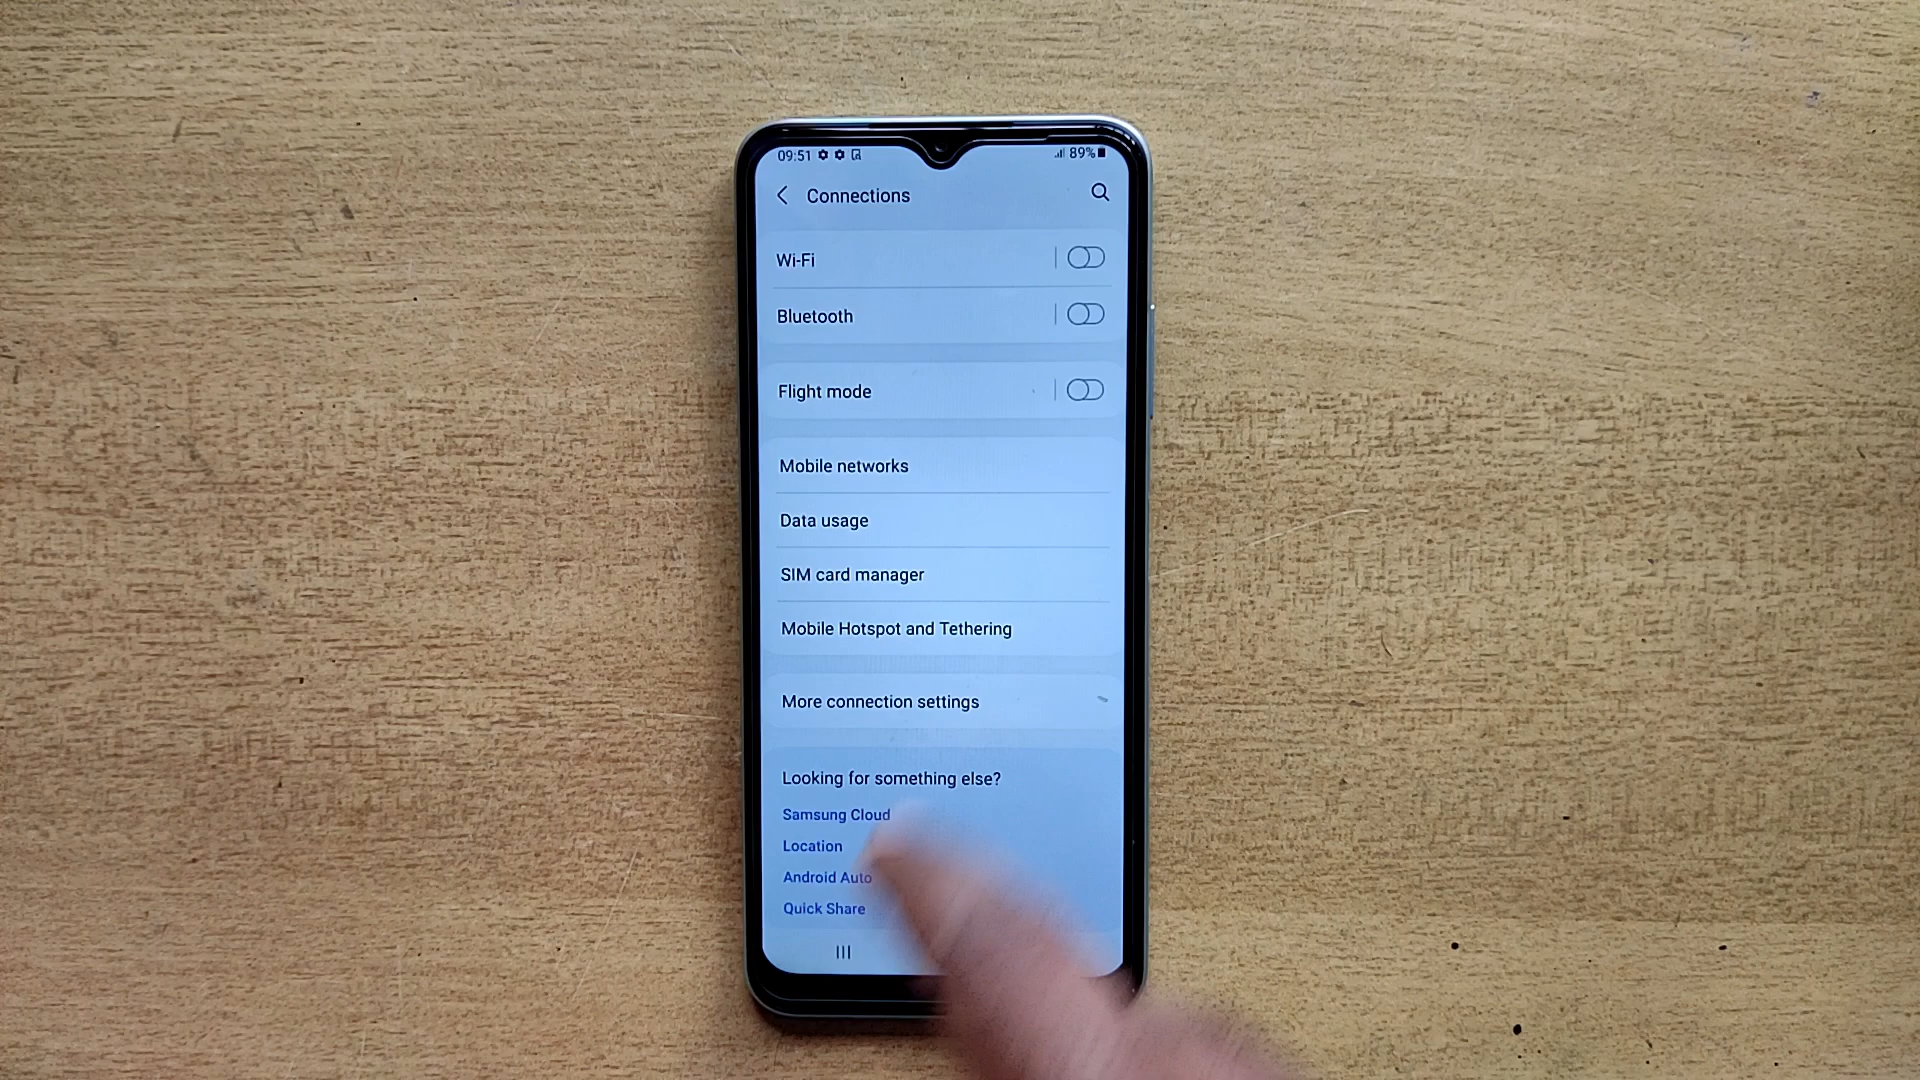 09:51 89%
Connections
Wi-Fi
Bluetooth
Flight mode
Mobile networks
Data usage
SIM card manager
Mobile Hotspot and Tethering
More connection settings
Looking for something else?
Samsung Cloud
Location
Android Auto
Quick Share